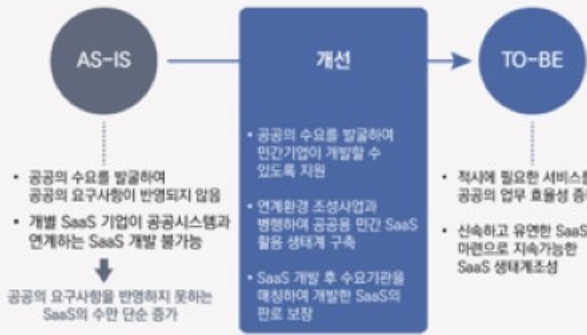 AS-IS
• 공공의 수요를 발굴하여
공공의 요구사항이 반영되지 않음
• 개별 SaaS 기업이 공공시스템과
연계하는 SaaS 개발 불가능
공공의 요구사항을 반영하지 못하는
SaaS의 수만 단순 증가
개선
• 공공의 수요를 발굴하여
민간기업이 개발할 수
있도록 지원
• 연계환경 조성사업과
병행하여 공공용 민간 SaaS
활용 생태계 구축
• SaaS 개발 후 수요기관을
매칭하여 개발한 SaaS의
판로 보장
TO-BE
• 적시에 필요한 서비스를
공공의 업무 효율성
• 신속하고 유연한 SaaS
마련으로 지속가능한
SaaS 생태계조성